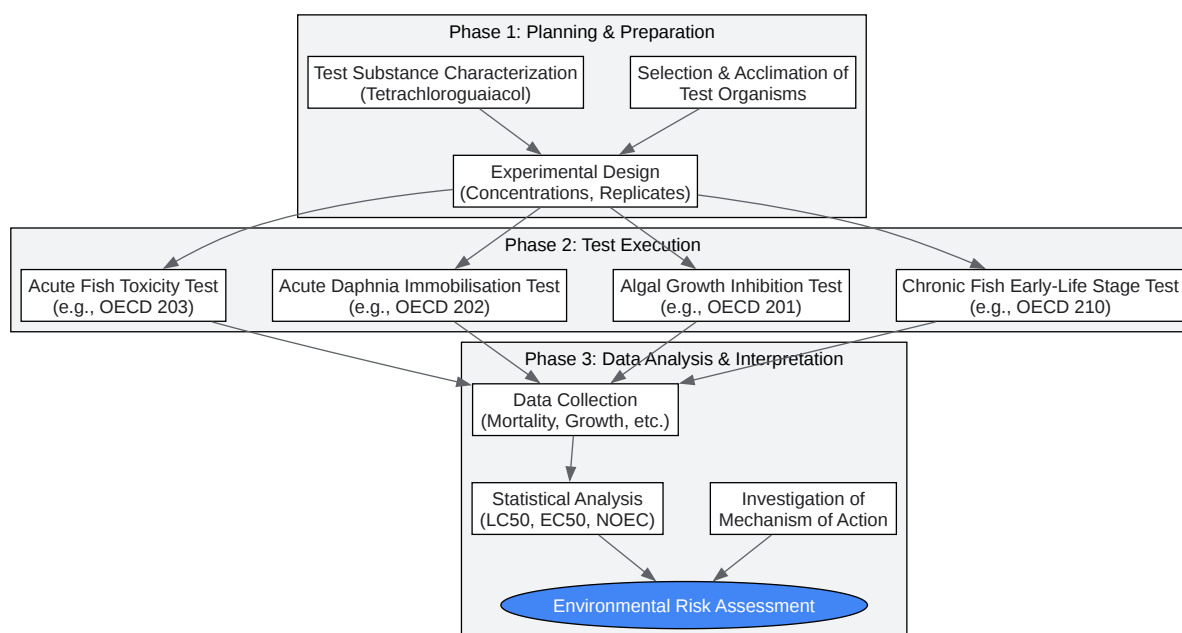 Phase 1: Planning & Preparation
Test Substance Characterization
(Tetrachloroguaiacol)
Selection & Acclimation of
Test Organisms
Experimental Design
(Concentrations, Replicates)
Phase 2: Test Execution
Acute Fish Toxicity Test
(e.g., OECD 203)
Acute Daphnia Immobilisation Test
(e.g., OECD 202)
Algal Growth Inhibition Test
(e.g., OECD 201)
Chronic Fish Early-Life Stage Test
(e.g., OECD 210)
Phase 3: Data Analysis & Interpretation
Data Collection
(Mortality, Growth, etc.)
Statistical Analysis
(LC50, EC50, NOEC)
Investigation of
Mechanism of Action
Environmental Risk Assessment